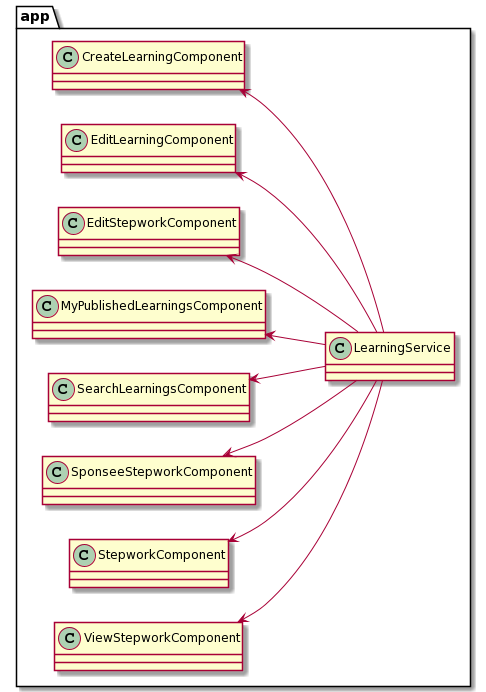 app
C CreateLearningComponent
C EditLearningComponent
C EditStepworkComponent
C MyPublishedLearningsComponent
C LearningService
C SearchLearningsComponent
C SponseeStepworkComponent
C StepworkComponent
C ViewStepworkComponent